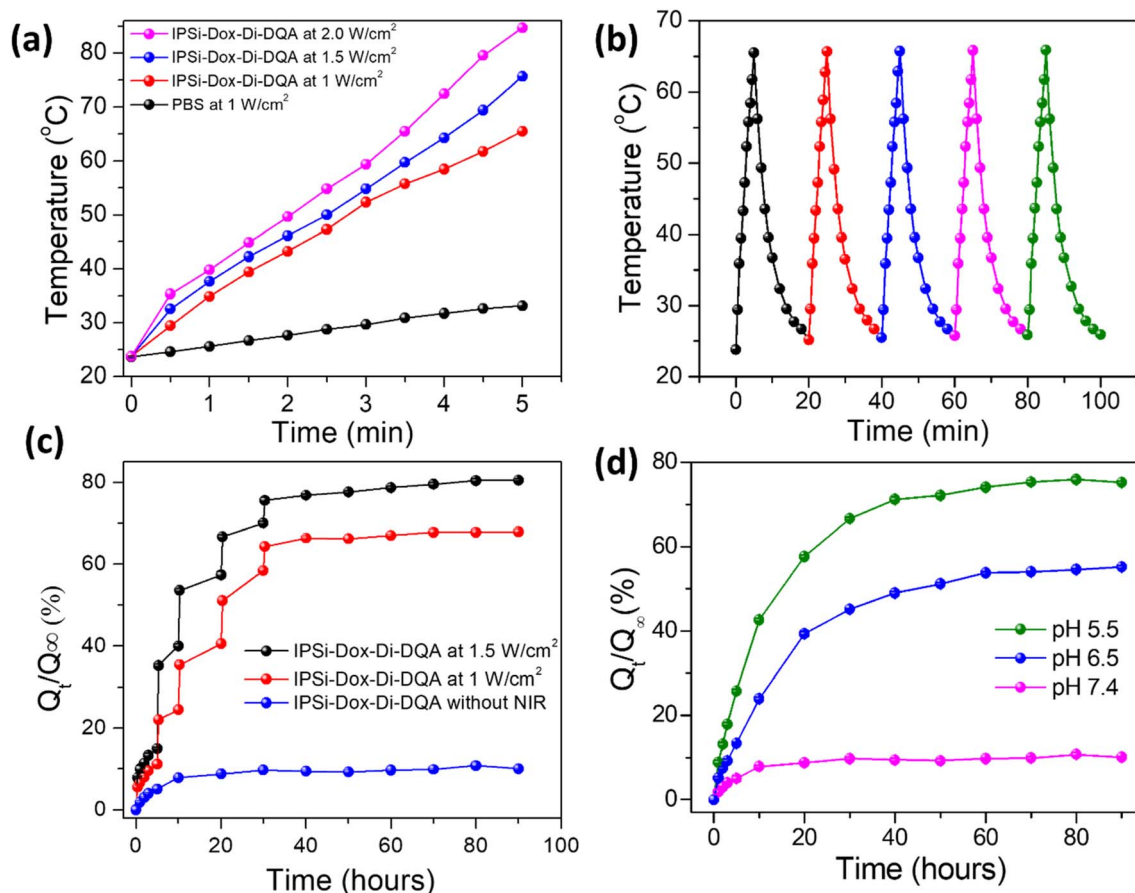 (a)
IPSi-Dox-Di-DQA at 2.0 W/cm²
IPSi-Dox-Di-DQA at 1.5 W/cm²
IPSi-Dox-Di-DQA at 1 W/cm²
PBS at 1 W/cm²
Temperature (°C)
80
70
60
50
40
30
20
0 1 2 3 4 5
Time (min)
(b)
Temperature (°C)
70
60
50
40
30
20
0 20 40 60 80 100
Time (min)
(c)
Qt/Q∞ (%)
80
60
40
20
0
IPSi-Dox-Di-DQA at 1.5 W/cm²
IPSi-Dox-Di-DQA at 1 W/cm²
IPSi-Dox-Di-DQA without NIR
0 20 40 60 80 100
Time (hours)
(d)
Qt/Q∞ (%)
80
60
40
20
0
pH 5.5
pH 6.5
pH 7.4
0 20 40 60 80
Time (hours)